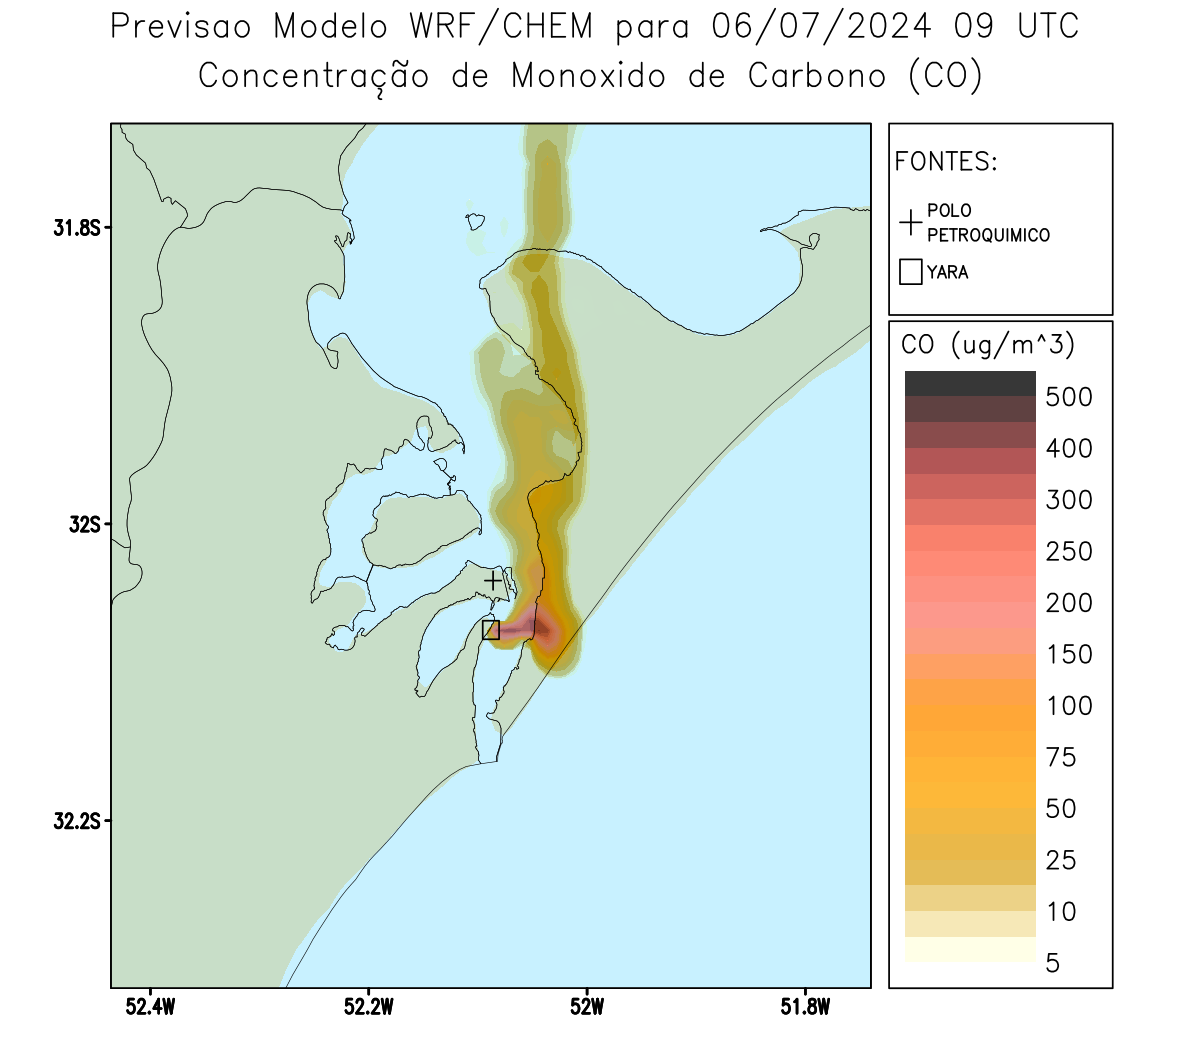 Previsao Modelo WRF/CHEM para 06/07/2024 09 UTC
Concentração de Monoxido de Carbono (CO)
FONTES:
POLO
PETROQUIMICO
YARA
CO (ug/m^3)
500
400
300
250
200
150
100
75
50
25
10
5
31.8S
32S
32.2S
52.4W
52.2W
52W
51.8W